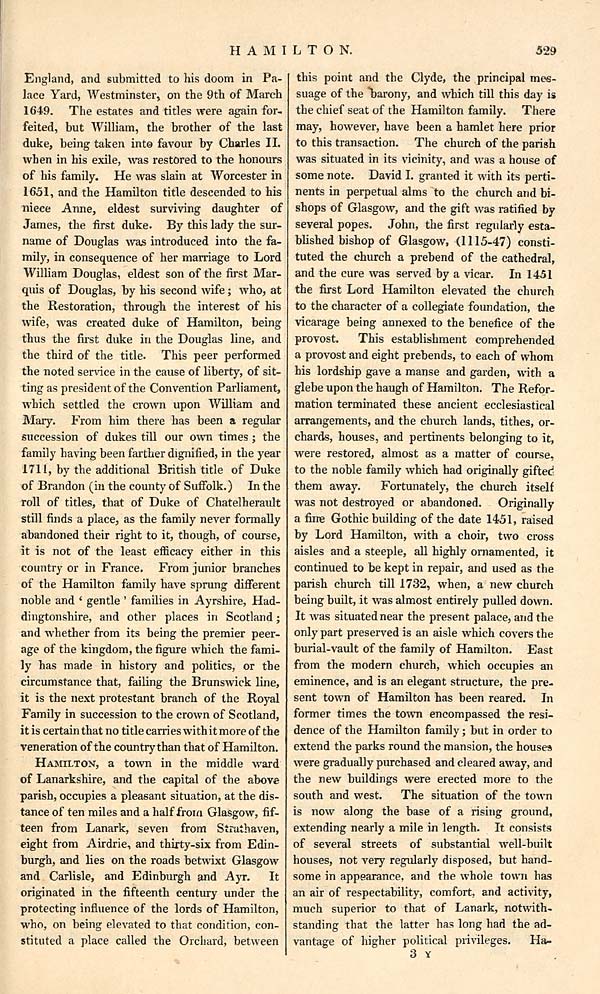 HAMILTON. 529
England, and submitted to his doom in Pa-
lace Yard, Westminster, on the 9th of March
1649. The estates and titles were again for-
feited, but William, the brother of the last
duke, being taken into favour by Charles II.
when in his exile, was restored to the honours
of his family. He was slain at Worcester in
1651, and the Hamilton title descended to his
niece Anne, eldest surviving daughter of
James, the first duke. By this lady the sur-
name of Douglas was introduced into the fa-
mily, in consequence of her marriage to Lord
William Douglas, eldest son of the first Mar-
quis of Douglas, by his second wife; who, at
the Restoration, through the interest of his
wife, was created duke of Hamilton, being
thus the first duke in the Douglas line, and
the third of the title. This peer performed
the noted service in the cause of liberty, of sit-
ting as president of the Convention Parliament,
which settled the crown upon William and
Mary. From him there has been a regular
succession of dukes till our own times; the
family having been farther dignified, in the year
1711, by the additional British title of Duke
of Brandon (in the county of Suffolk.) In the
roll of titles, that of Duke of Chatelherault
still finds a place, as the family never formally
abandoned their right to it, though, of course,
it is not of the least efficacy either in this
country or in France. From junior branches
of the Hamilton family have sprung different
noble and ‘ gentle ’ families in Ayrshire, Had-
dingtonshire, and other places in Scotland;
and whether from its being the premier peer-
age of the kingdom, the figure which the fami-
ly has made in history and politics, or the
circumstance that, failing the Brunswick line,
it is the next protestant branch of the Royal
Family in succession to the crown of Scotland,
it is certain that no title carries with it more of the
veneration of the country than that of Hamilton.
HAMILTON, a town in the middle ward
of Lanarkshire, and the capital of the above
parish, occupies a pleasant situation, at the dis-
tance of ten miles and a half from Glasgow, fif-
teen from Lanark, seven from Strathaven,
eight from Airdrie, and thirty-six from Edin-
burgh, and lies on the roads betwixt Glasgow
and Carlisle, and Edinburgh and Ayr. It
originated in the fifteenth century under the
protecting influence of the lords of Hamilton,
who, on being elevated to that condition, con-
stituted a place called the Orchard, between
this point and the Clyde, the principal mes-
suage of the barony, and which till this day is
the chief seat of the Hamilton family. There
may, however, have been a hamlet here prior
to this transaction. The church of the parish
was situated in its vicinity, and was a house of
some note. David I. granted it with its perti-
nents in perpetual alms to the church and bi-
shops of Glasgow, and the gift was ratified by
several popes. John, the first regularly esta-
blished bishop of Glasgow, (1115-47) consti-
tuted the church a prebend of the cathedral,
and the cure was served by a vicar. In 1451
the first Lord Hamilton elevated the church
to the character of a collegiate foundation, the
vicarage being annexed to the benefice of the
provost. This establishment comprehended
a provost and eight prebends, to each of whom
his lordship gave a manse and garden, with a
glebe upon the haugh of Hamilton. The Refor-
mation terminated these ancient ecclesiastical
arrangements, and the church lands, tithes, or-
chards, houses, and pertinents belonging to it,
were restored, almost as a matter of course,
to the noble family which had originally gifted
them away. Fortunately, the church itself
was not destroyed or abandoned. Originally
a fine Gothic building of the date 1451, raised
by Lord Hamilton, with a choir, two cross
aisles and a steeple, all highly ornamented, it
continued to be kept in repair, and used as the
parish church till 1732, when, a new church
being built, it was almost entirely pulled down.
It was situated near the present palace, and the
only part preserved is an aisle which covers the
burial-vault of the family of Hamilton. East
from the modern church, which occupies an
eminence, and is an elegant structure, the pre-
sent town of Hamilton has been reared. In
former times the town encompassed the resi-
dence of the Hamilton family; but in order to
extend the parks round the mansion, the houses
were gradually purchased and cleared away, and
the new buildings were erected more to the
south and west. The situation of the town
is now along the base of a rising ground,
extending nearly a mile in length. It consists
of several streets of substantial well-built
houses, not very regularly disposed, but hand-
some in appearance, and the whole town has
an air of respectability, comfort, and activity,
much superior to that of Lanark, notwith-
standing that the latter has long had the ad-
vantage of higher political privileges. Ha-
3 Y